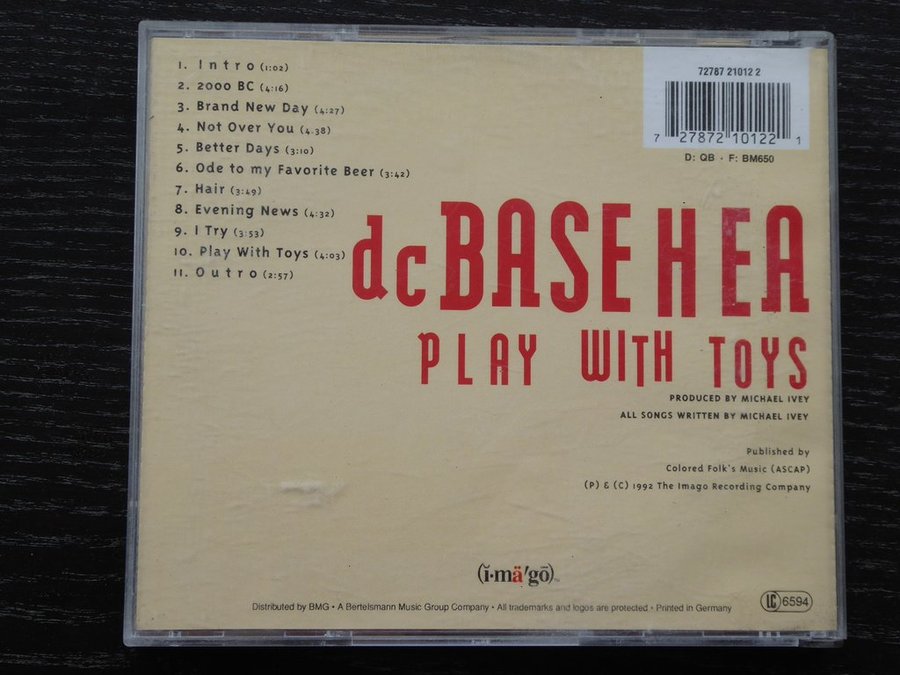 1. Intro (1:02)
2. 2000 BC (4:16)
3. Brand New Day (4:27)
4. Not Over You (4.38)
5. Better Days (3:10)
6. Ode to my Favorite Beer (3:42)
7. Hair (3:49)
8. Evening News (4:32)
9. I Try (3:53)
10. Play With Toys (4:03)
11. Outro (2:57)
72787 21012 2
7 27872 10122 1
D: QB · F: BM650
dcBASEHEA
PLAY WITH TOYS
PRODUCED BY MICHAEL IVEY
ALL SONGS WRITTEN BY MICHAEL IVEY
Published by
Colored Folk's Music (ASCAP)
(P) & (C) 1992 The Imago Recording Company
(ĭ·mä′gō)™
Distributed by BMG • A Bertelsmann Music Group Company • All trademarks and logos are protected • Printed in Germany
LC 6594